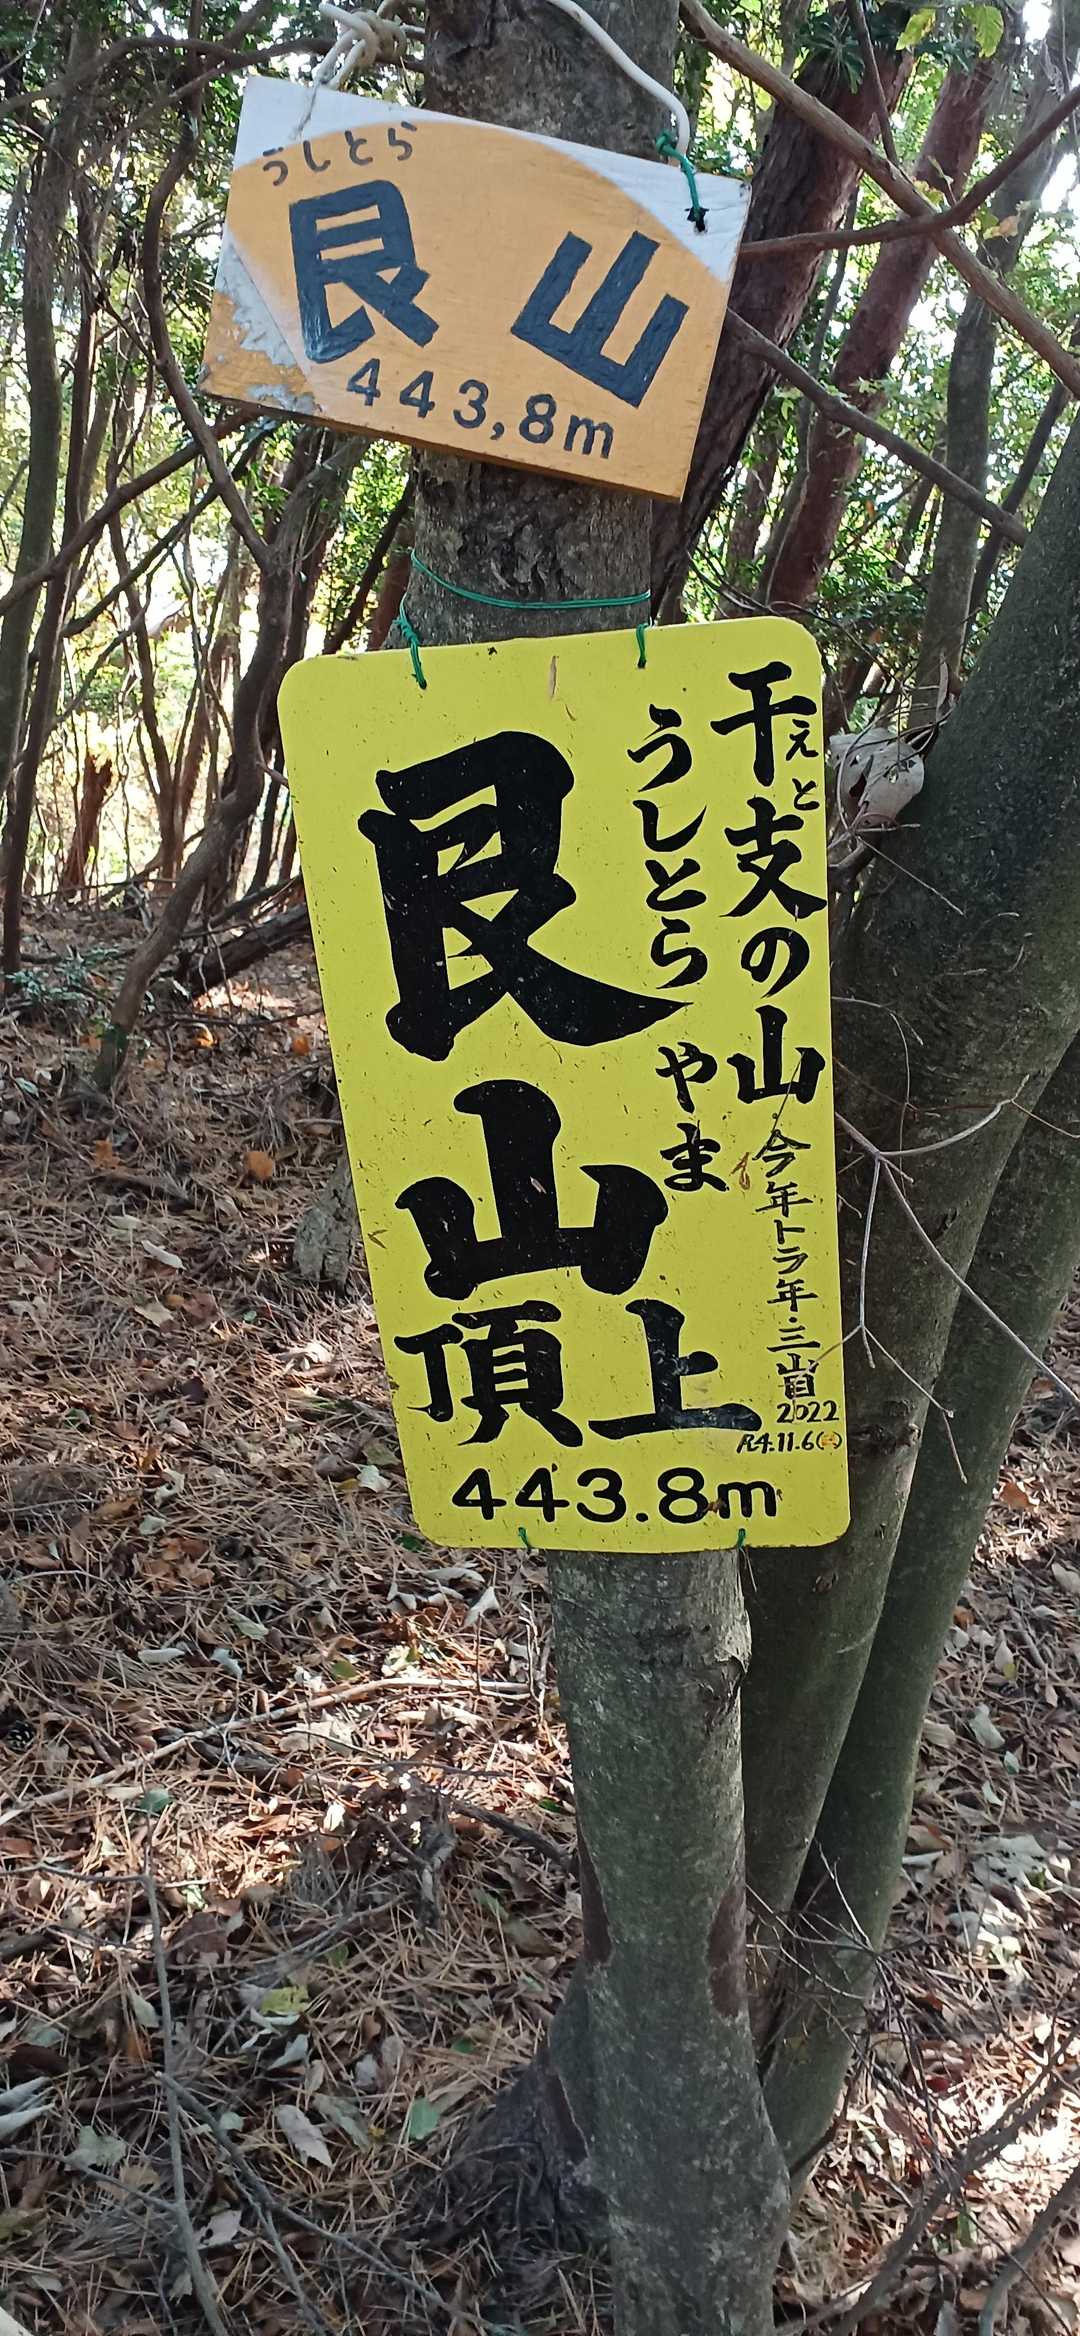 うしとら
艮山
443,8m
干支の山・今年トラ年・三山目
えと
2022
R4.11.6(日)
うしとらやま
艮山
頂上
443.8m